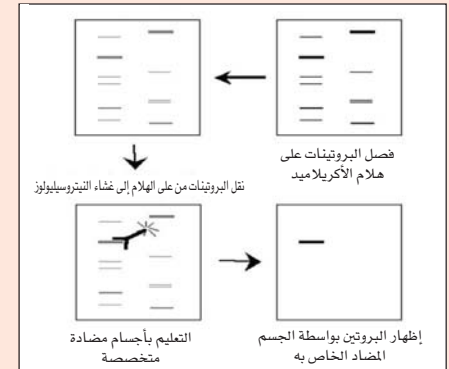 فصل البروتينات على
هلام الأكريلاميد
نقل البروتينات من على الهلام إلى غشاء النيتروسيليولوز
التعليم بأجسام مضادة
متخصصة
إظهار البروتين بواسطة الجسم
المضاد الخاص به